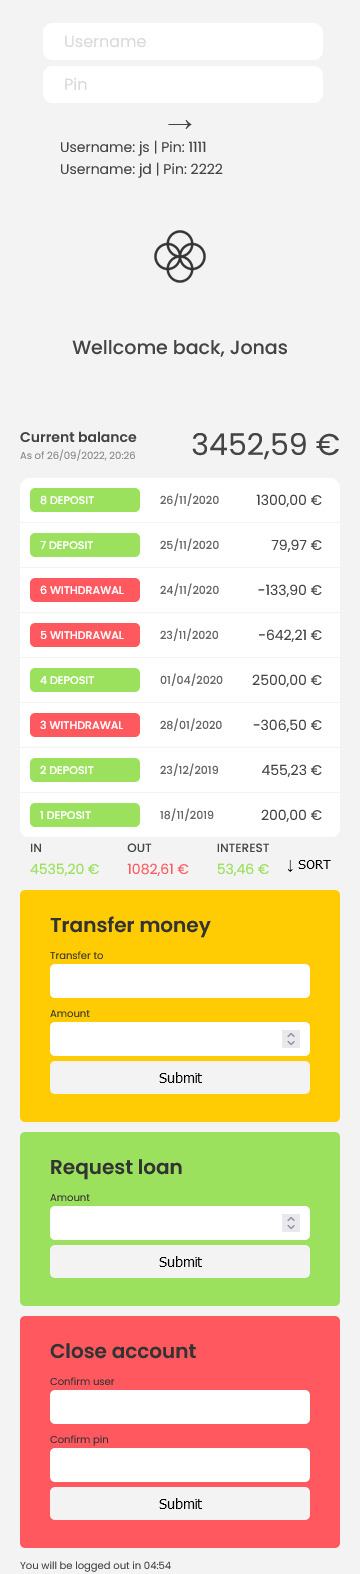 Username
Pin
→
Username: js | Pin: 1111
Username: jd | Pin: 2222
Wellcome back, Jonas
Current balance 3452,59 €
As of 26/09/2022, 20:26
8 DEPOSIT 26/11/2020 1300,00 €
7 DEPOSIT 25/11/2020 79,97 €
6 WITHDRAWAL 24/11/2020 -133,90 €
5 WITHDRAWAL 23/11/2020 -642,21 €
4 DEPOSIT 01/04/2020 2500,00 €
3 WITHDRAWAL 28/01/2020 -306,50 €
2 DEPOSIT 23/12/2019 455,23 €
1 DEPOSIT 18/11/2019 200,00 €
IN OUT INTEREST
4535,20 € 1082,61 € 53,46 € ↓ SORT
Transfer money
Transfer to
Amount
Submit
Request loan
Amount
Submit
Close account
Confirm user
Confirm pin
Submit
You will be logged out in 04:54